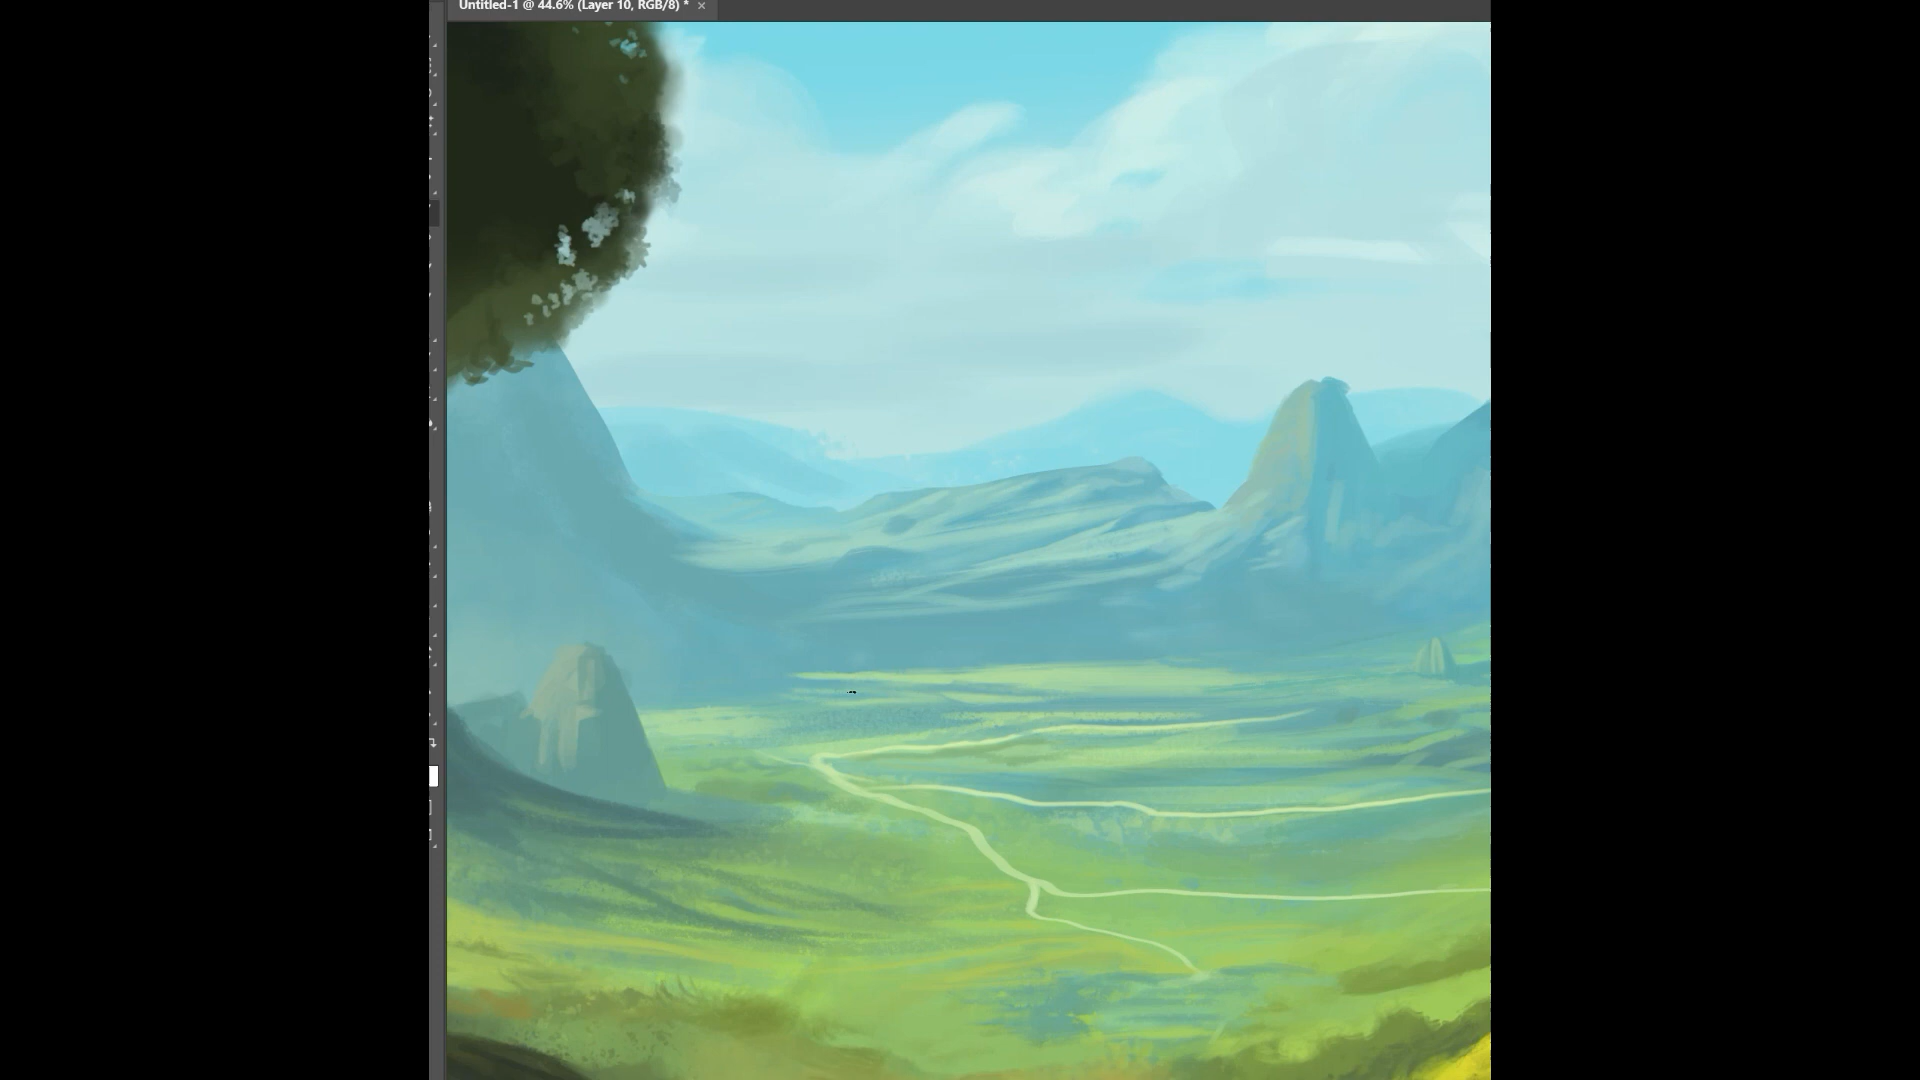 Untitled-1 @ 44.6% (Layer 10, RGB/8) * ×